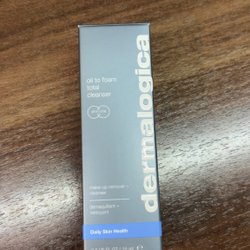 oil to foam
total
cleanser
dermalogica
make-up remover +
cleanser
démaquillant +
nettoyant
Daily Skin Health